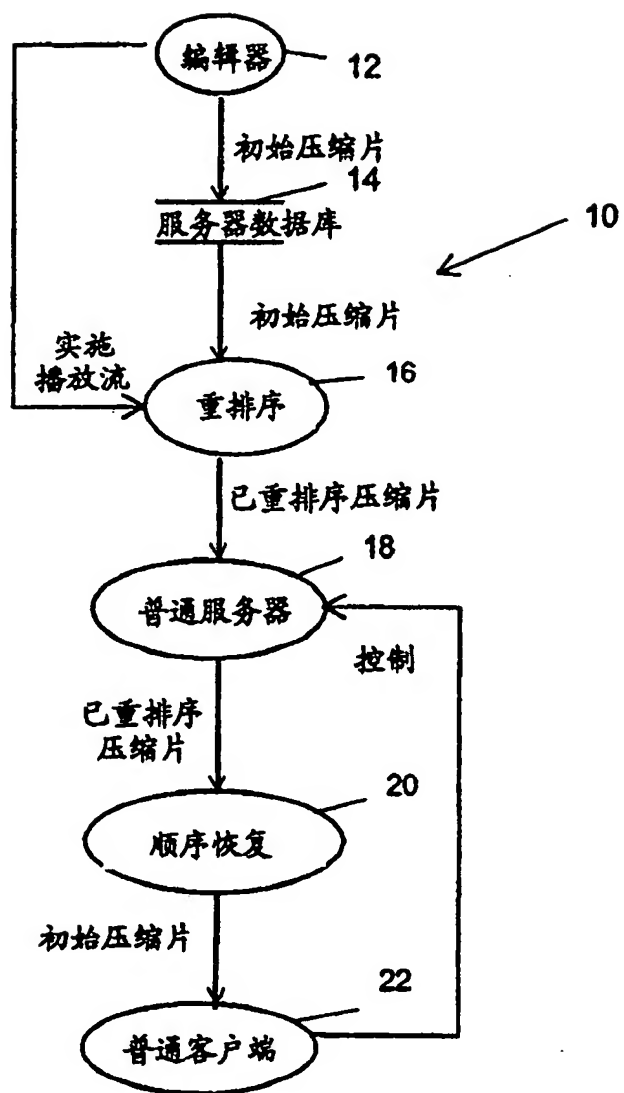 编辑器
12
初始压缩片
14
服务器数据库
10
初始压缩片
实施
播放流
16
重排序
已重排序压缩片
18
普通服务器
控制
已重排序
压缩片
20
顺序恢复
初始压缩片
22
普通客户端